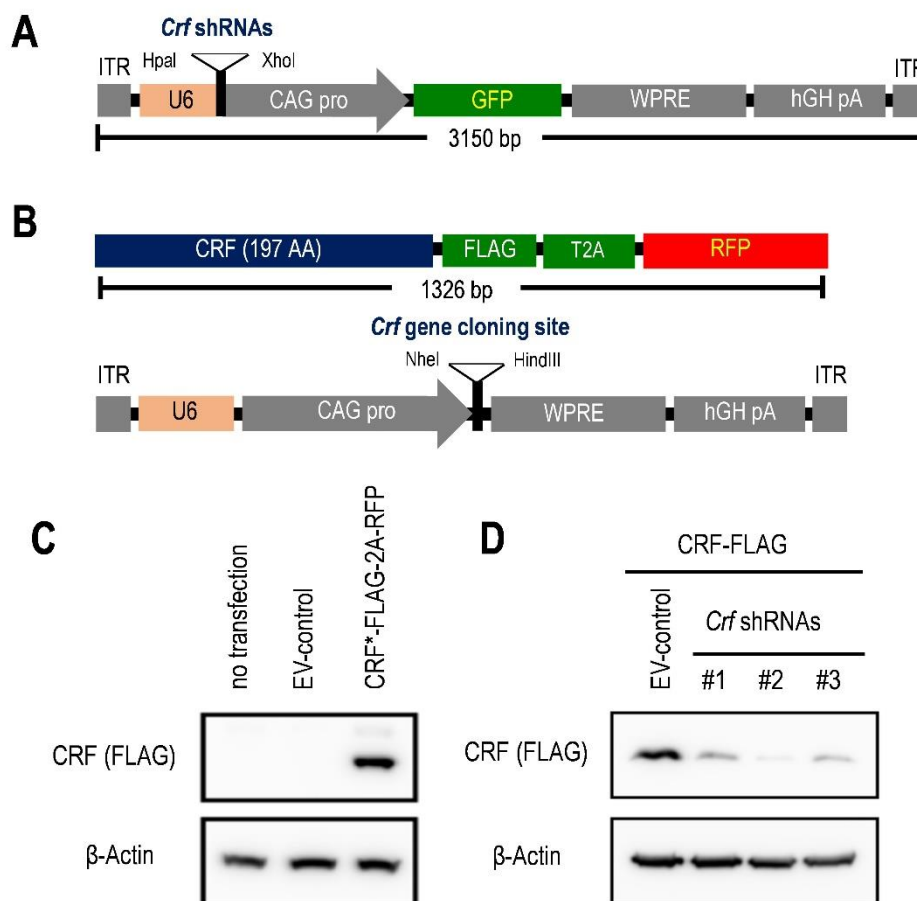 A
Crf shRNAs
HpaI XhoI
ITR ITR
U6 CAG pro GFP WPRE hGH pA
3150 bp
B
CRF (197 AA) FLAG T2A RFP
1326 bp
Crf gene cloning site
NheI HindIII
ITR ITR
U6 CAG pro WPRE hGH pA
C
no transfection
EV-control
CRF*-FLAG-2A-RFP
CRF (FLAG)
β-Actin
D
CRF-FLAG
EV-control
Crf shRNAs
#1 #2 #3
CRF (FLAG)
β-Actin